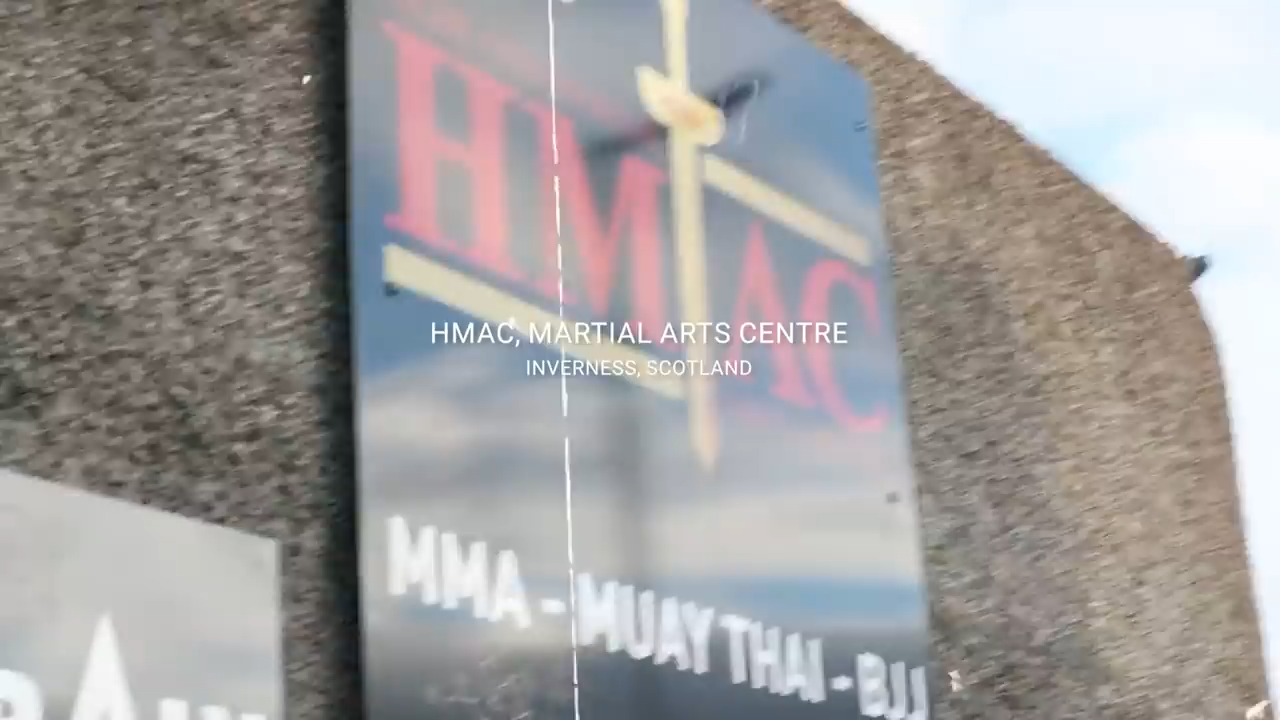 HMAC
HMAC, MARTIAL ARTS CENTRE
INVERNESS, SCOTLAND
MMA - MUAY THAI - BJJ